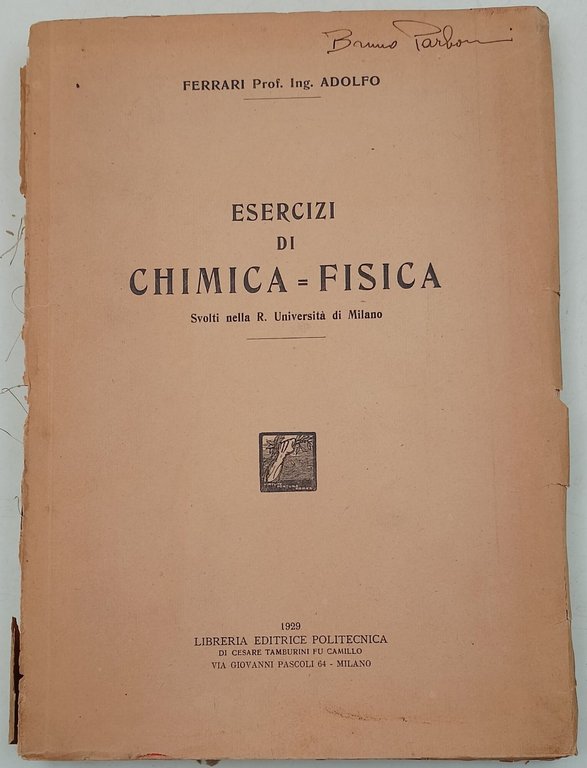 Bruno Parboni
FERRARI Prof. Ing. ADOLFO
ESERCIZI
DI
CHIMICA = FISICA
Svolti nella R. Università di Milano
1929
LIBRERIA EDITRICE POLITECNICA
DI CESARE TAMBURINI FU CAMILLO
VIA GIOVANNI PASCOLI 64 - MILANO